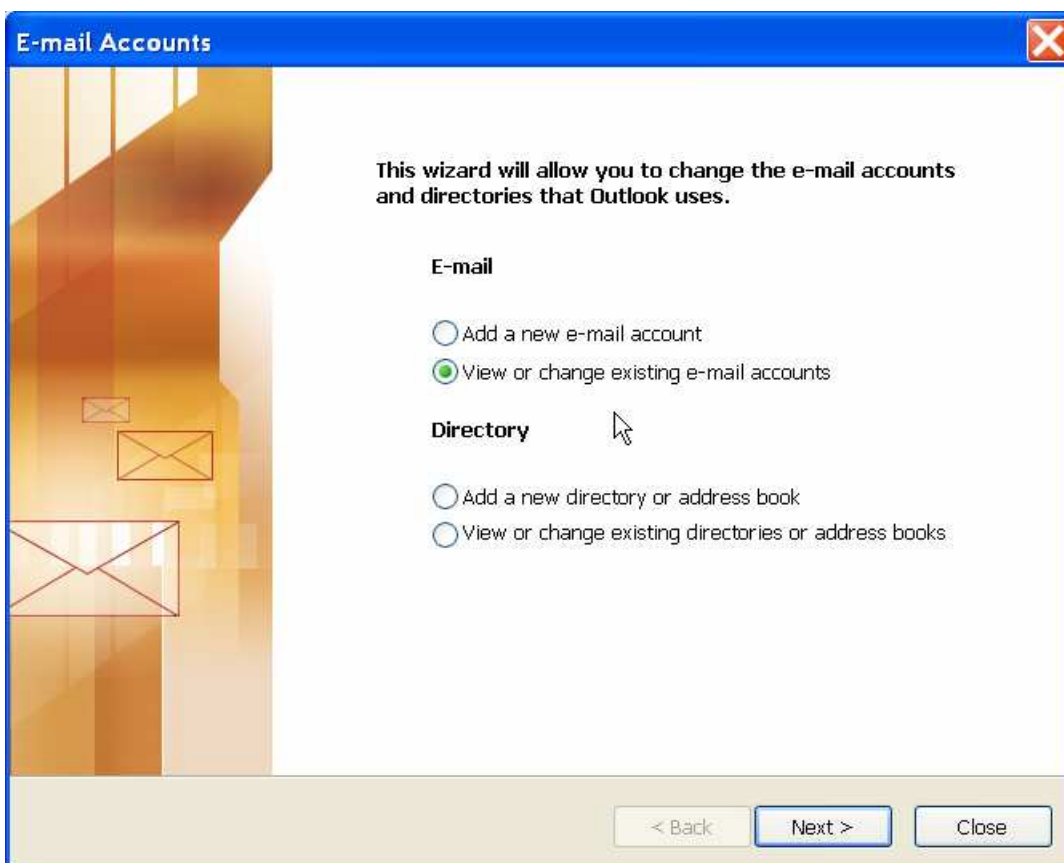 E-mail Accounts
This wizard will allow you to change the e-mail accounts
and directories that Outlook uses.
E-mail
Add a new e-mail account
View or change existing e-mail accounts
Directory
Add a new directory or address book
View or change existing directories or address books
< Back
Next >
Close